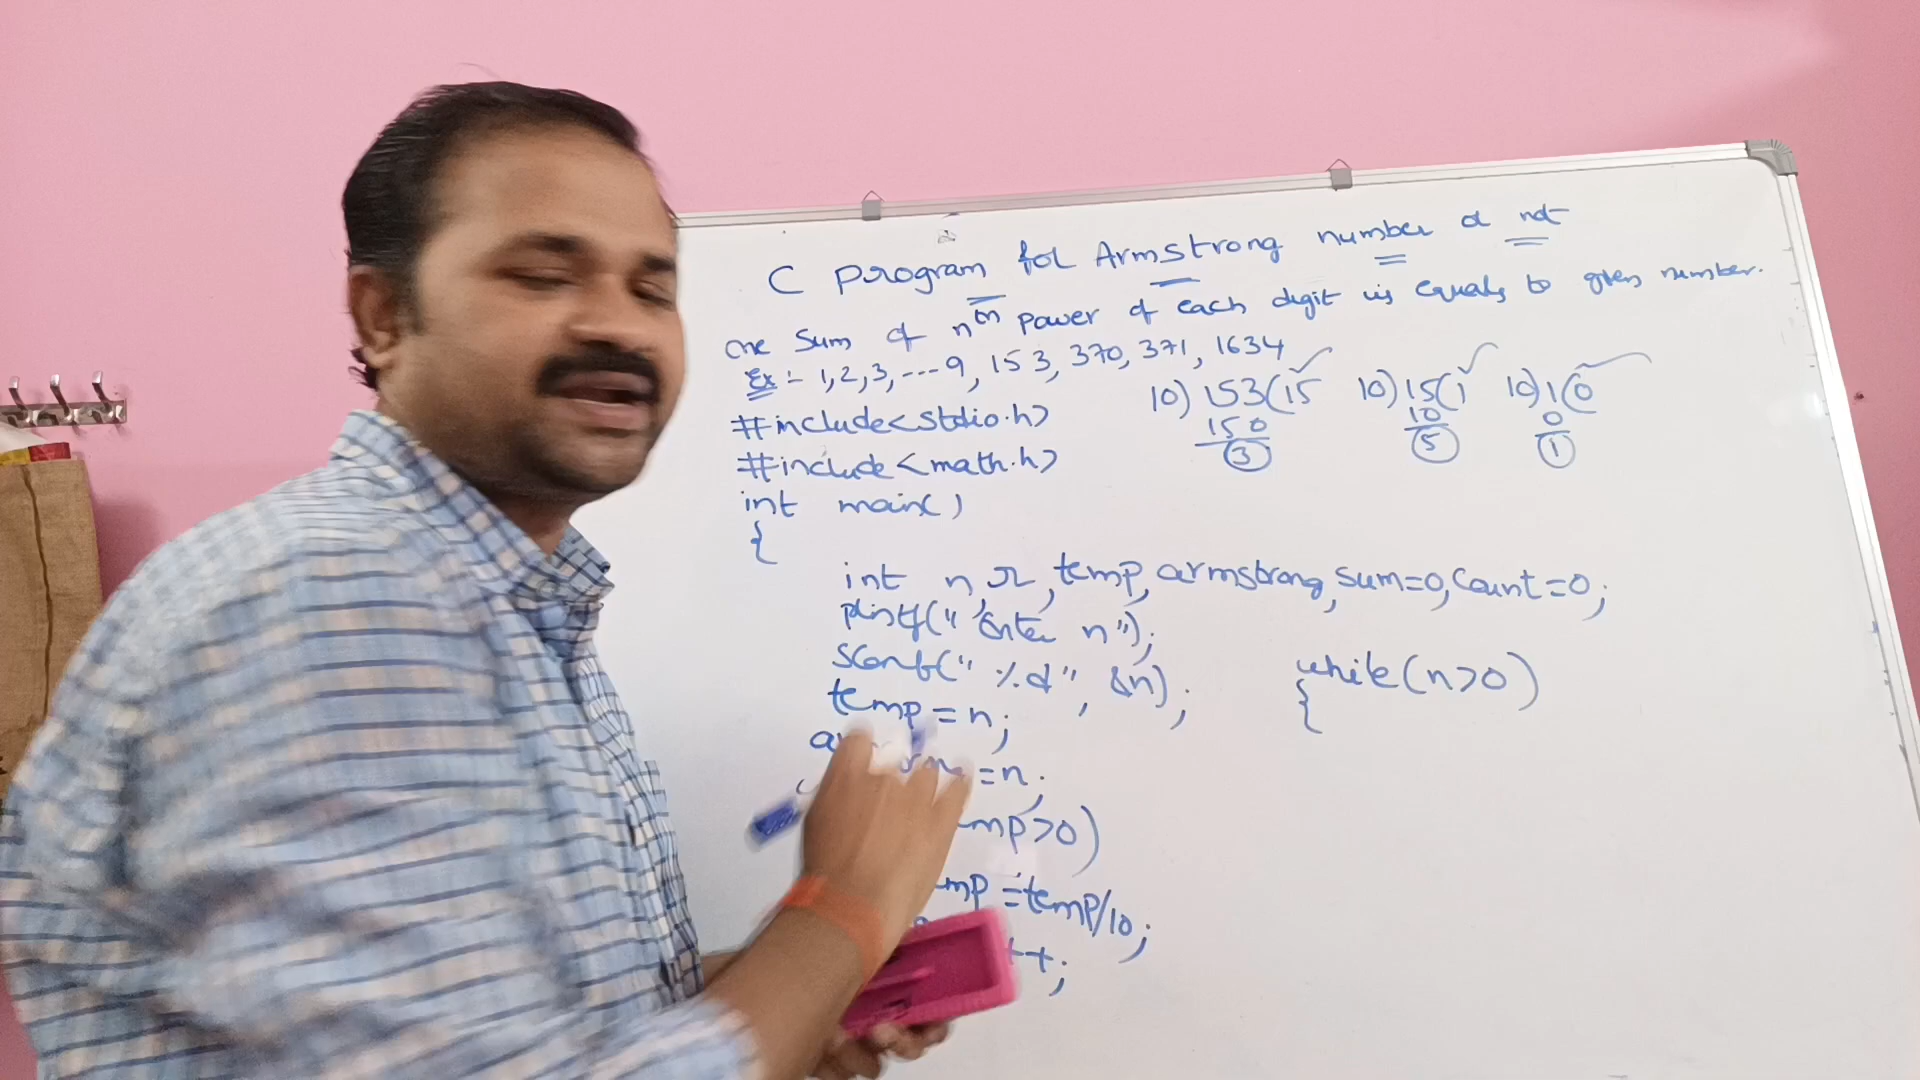 C program for Armstrong number or not
The sum of nth power of each digit is equals to given number.
Ex :- 1,2,3,---9, 153, 370, 371, 1634
10) 153(15 10)15(1 10)1(0
150 10 0
3 5 1
#include<stdio.h>
#include<math.h>
int main()
{
int n,r,temp,armstrong,sum=0,count=0;
printf("Enter n");
scanf("%d", &n);
temp=n;
=n;
mp>0)
mp=temp/10;
++;
while(n>0)
{